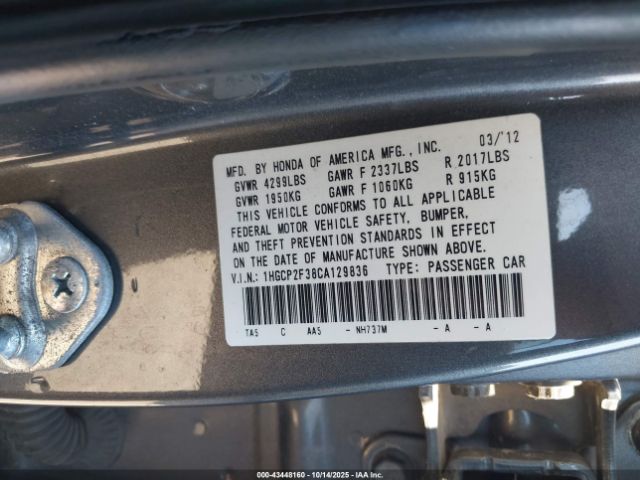 MFD. BY HONDA OF AMERICA MFG., INC. 03/'12
GVWR 4299LBS GAWR F 2337LBS R 2017LBS
GVWR 1950KG GAWR F 1060KG R 915KG
THIS VEHICLE CONFORMS TO ALL APPLICABLE
FEDERAL MOTOR VEHICLE SAFETY, BUMPER,
AND THEFT PREVENTION STANDARDS IN EFFECT
ON THE DATE OF MANUFACTURE SHOWN ABOVE.
V.I.N.: 1HGCP2F38CA129836 TYPE: PASSENGER CAR
TA5 C AA5 - NH737M - A - A
000-43448160 10/14/2025 © IAA Inc.